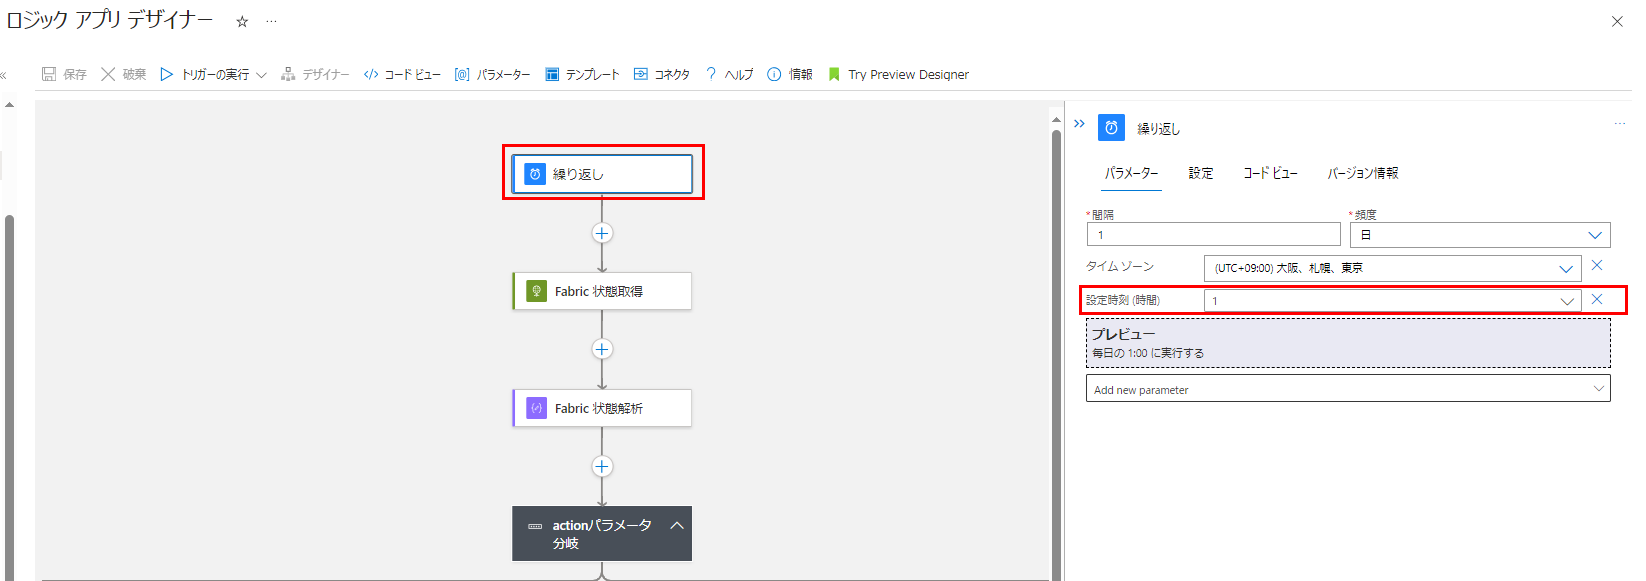 ロジック アプリ デザイナー
保存 破棄 トリガーの実行 デザイナー コード ビュー パラメーター テンプレート コネクタ ヘルプ 情報 Try Preview Designer
繰り返し
Fabric 状態取得
Fabric 状態解析
actionパラメータ
分岐
繰り返し
パラメーター 設定 コード ビュー バージョン情報
*間隔 *頻度
1 日
タイム ゾーン (UTC+09:00) 大阪、札幌、東京
設定時刻 (時間) 1
プレビュー
毎日の 1:00 に実行する
Add new parameter